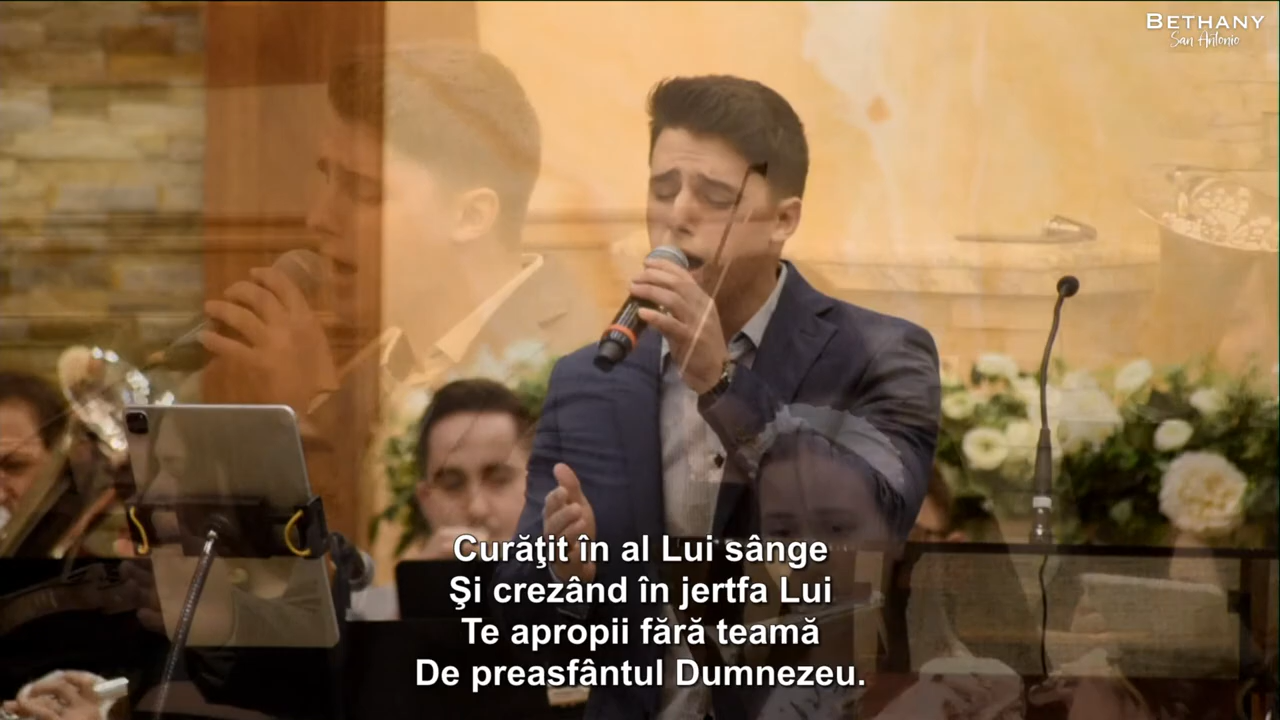 BETHANY
San Antonio
Curăţit în al Lui sânge
Şi crezând în jertfa Lui
Te apropii fără teamă
De preasfântul Dumnezeu.